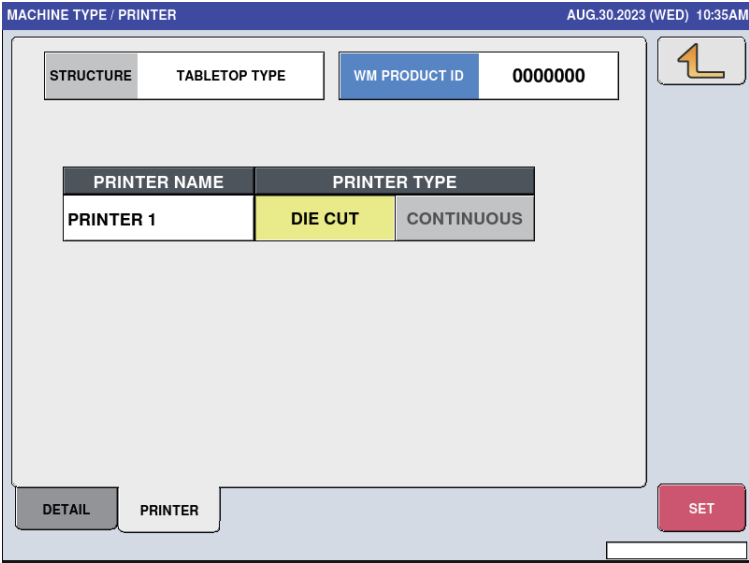 MACHINE TYPE / PRINTER AUG.30.2023 (WED) 10:35AM
STRUCTURE TABLETOP TYPE WM PRODUCT ID 0000000
PRINTER NAME PRINTER TYPE
PRINTER 1 DIE CUT CONTINUOUS
DETAIL PRINTER SET